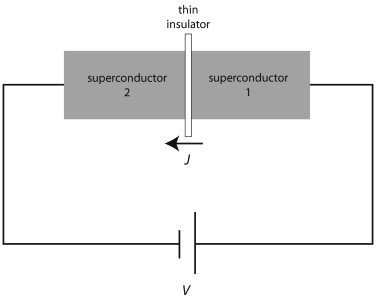 thin
insulator
superconductor
2
superconductor
1
J
V